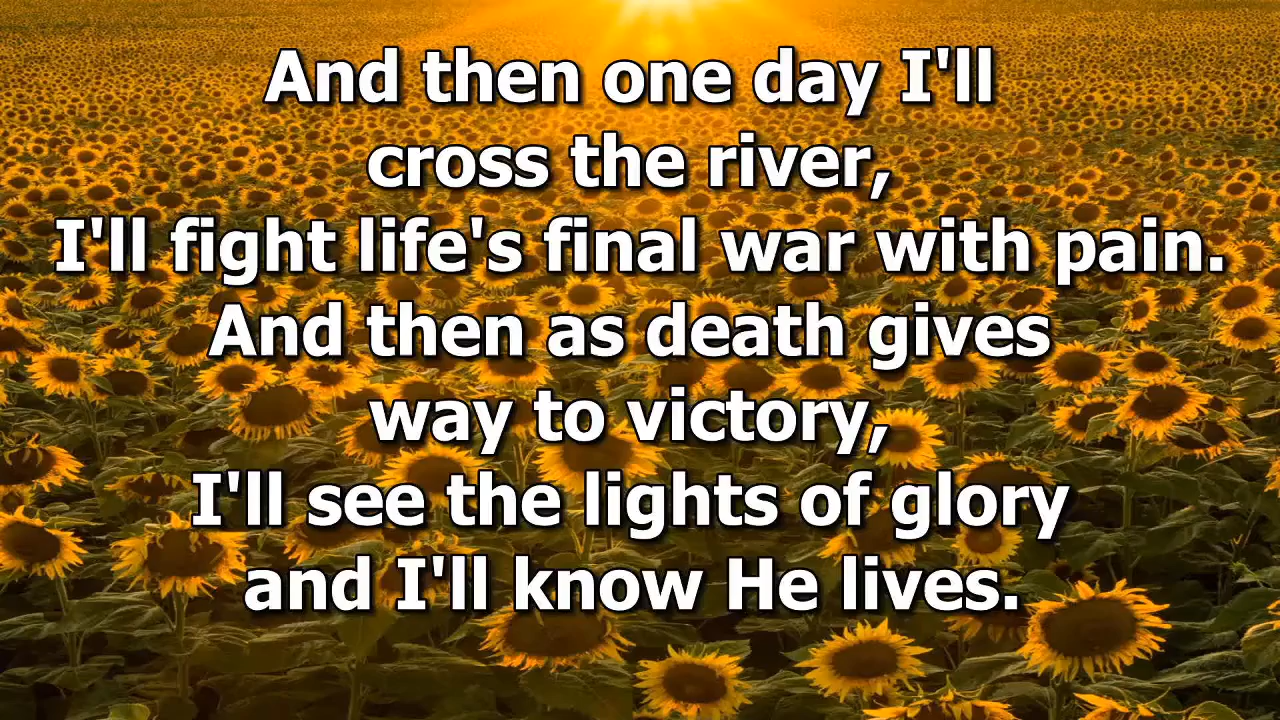 And then one day I'll
cross the river,
I'll fight life's final war with pain.
And then as death gives
way to victory,
I'll see the lights of glory
and I'll know He lives.